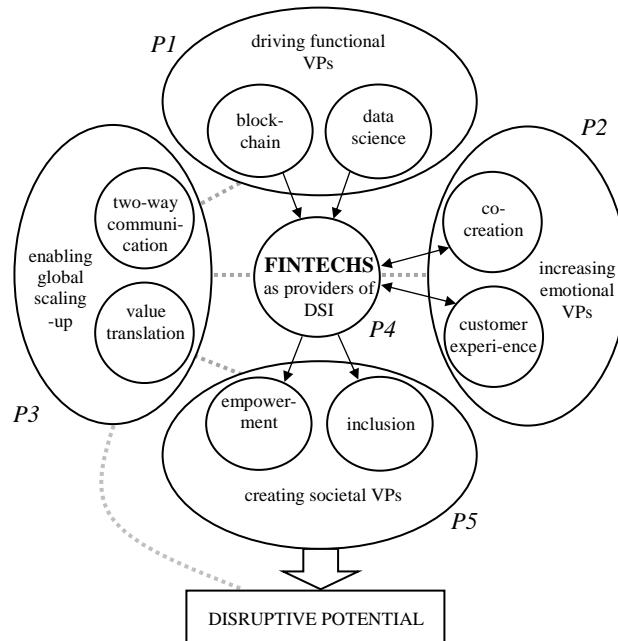 P1
driving functional
VPs
block-
chain
data
science
P2
two-way
communi-
cation
co-
creation
enabling
global
scaling
-up
FINTECHS
as providers of
DSI
increasing
emotional
VPs
value
translation
P4
customer
experi-ence
P3
empower-
ment
inclusion
creating societal VPs
P5
DISRUPTIVE POTENTIAL